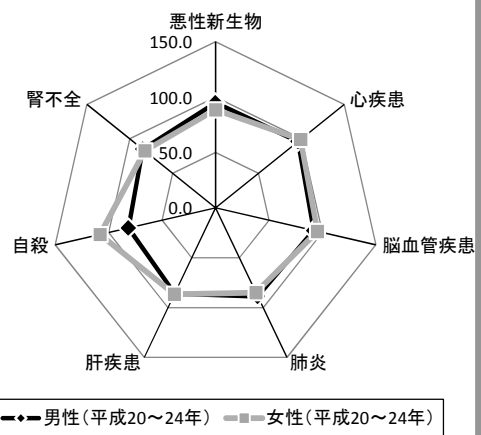 悪性新生物
150.0
心疾患
腎不全
100.0
50.0
0.0
自殺
脳血管疾患
肝疾患
肺炎
男性(平成20～24年)
女性(平成20～24年)